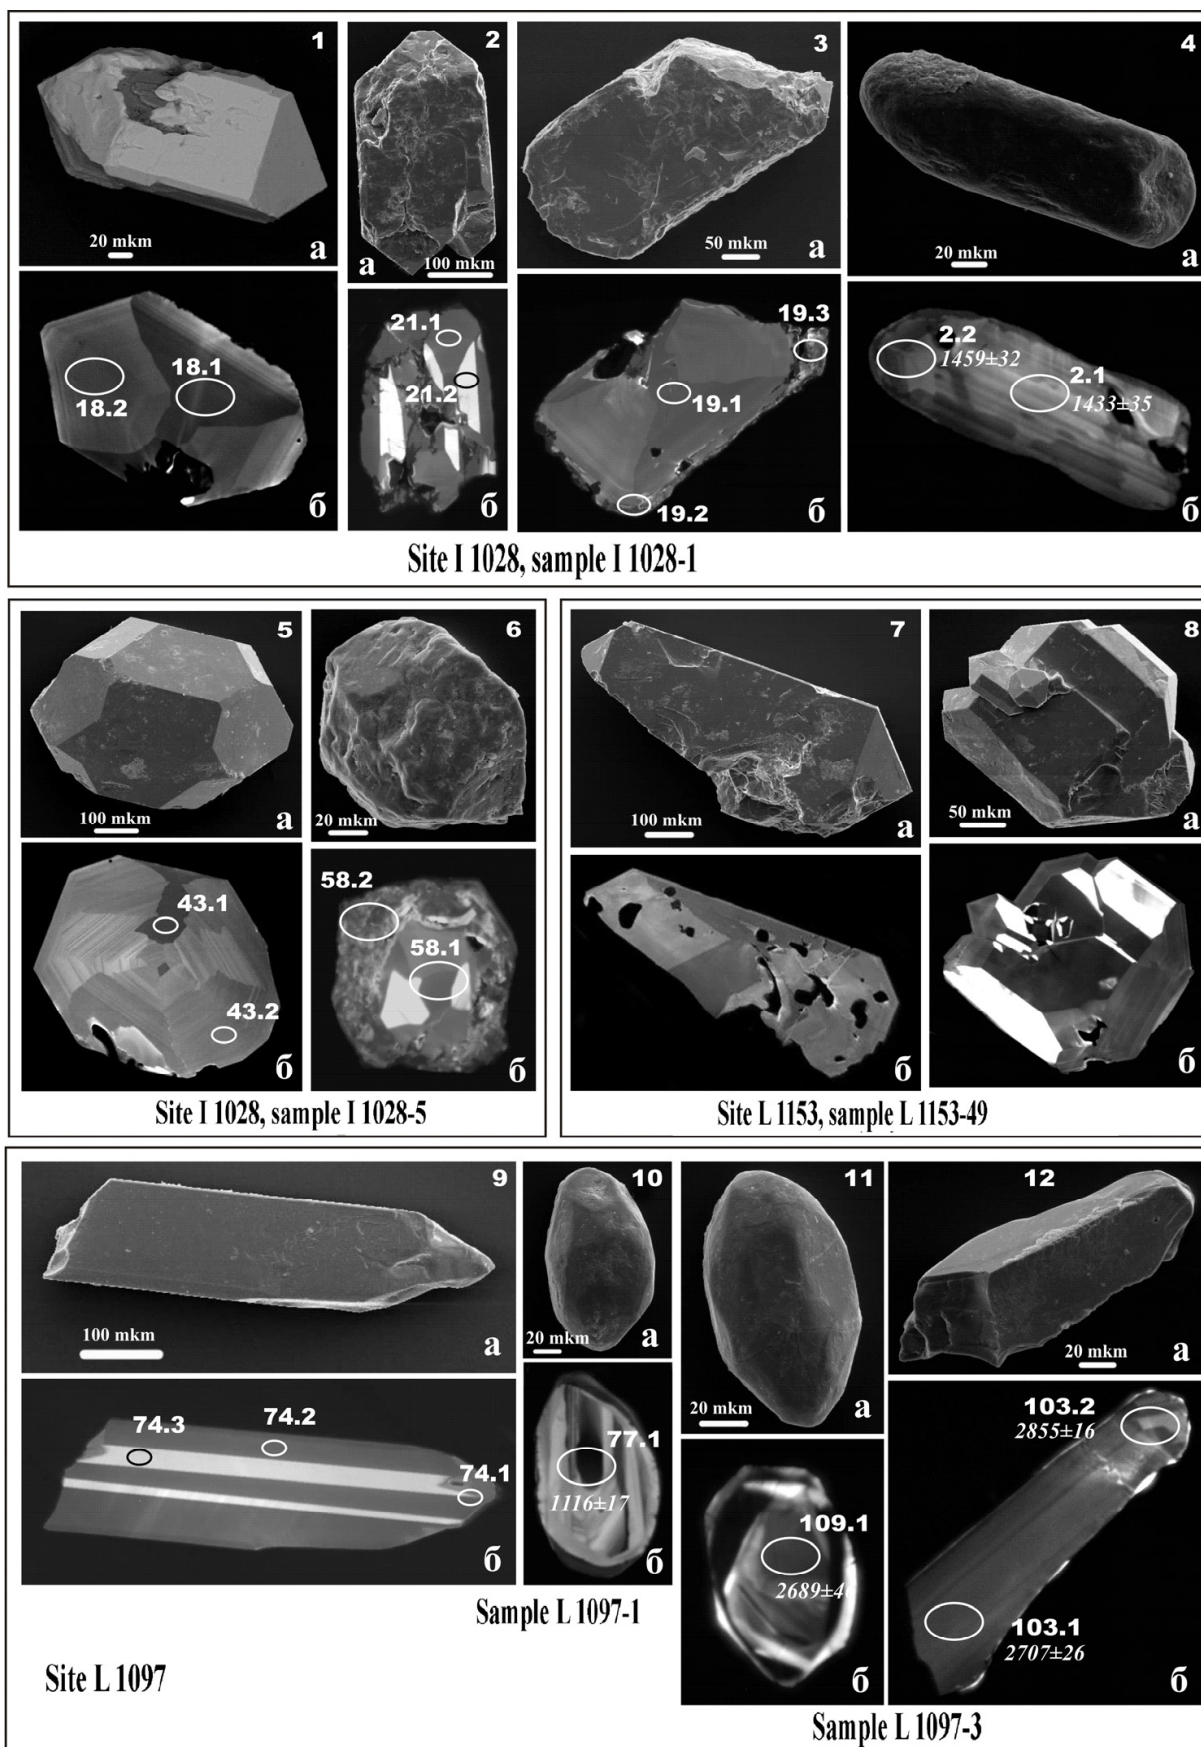 1
20 mkm
а
2
а
100 mkm
3
50 mkm
а
4
20 mkm
а
18.1
18.2
б
21.1
21.2
б
19.3
19.1
19.2
б
2.2
1459±32
2.1
1433±35
б
Site I 1028, sample I 1028-1
5
100 mkm
а
6
20 mkm
а
43.1
43.2
б
58.2
58.1
б
Site I 1028, sample I 1028-5
7
100 mkm
а
8
50 mkm
а
б
б
Site L 1153, sample L 1153-49
9
100 mkm
а
10
20 mkm
а
11
20 mkm
а
12
20 mkm
а
74.3
74.2
74.1
б
77.1
1116±17
б
Sample L 1097-1
109.1
б
103.2
2855±16
103.1
2707±26
б
Sample L 1097-3
Site L 1097